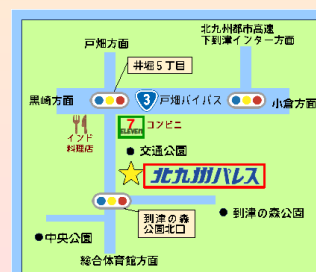 北九州都市高速
下到津インター方面
戸畑方面
井堀5丁目
黒崎方面
3
戸畑バイパス
小倉方面
インド
料理店
7
ELEVEN
コンビニ
交通公園
北九州パレス
到津の森
公園北口
到津の森公園
中央公園
総合体育館方面